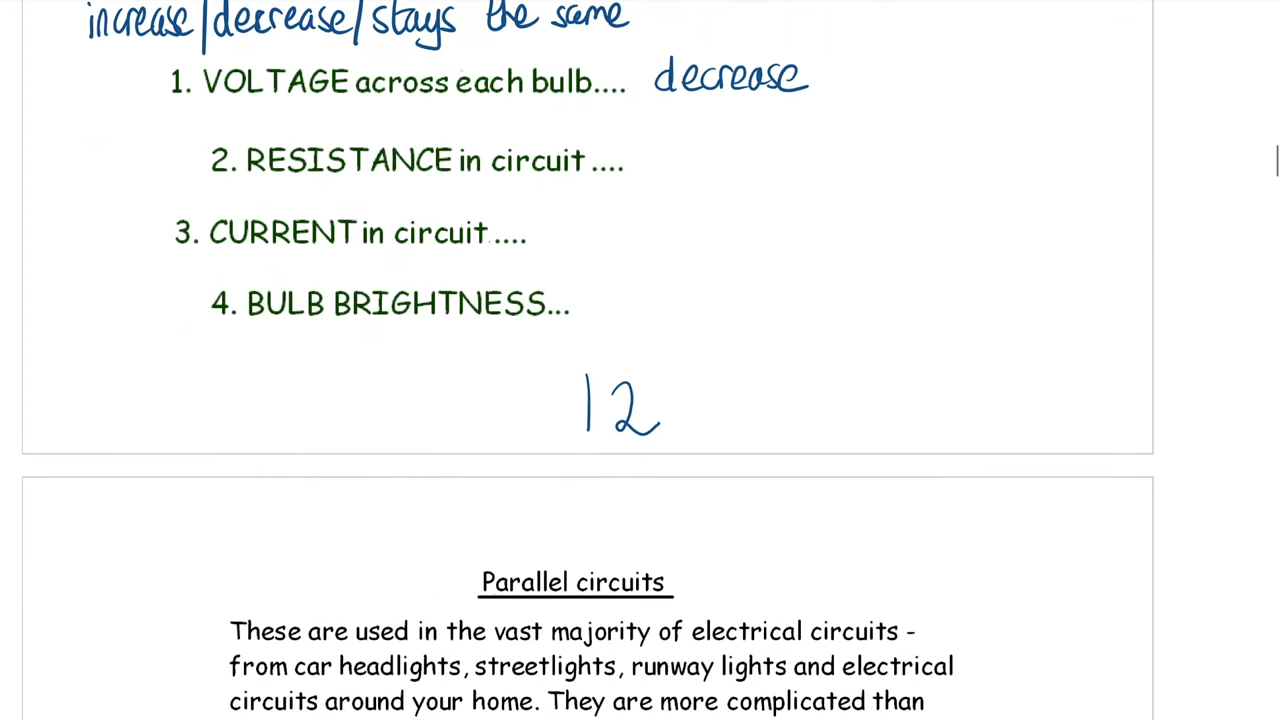 increase/decrease/stays the same
1. VOLTAGE across each bulb.... decrease
2. RESISTANCE in circuit ....
3. CURRENT in circuit ....
4. BULB BRIGHTNESS...
12
Parallel circuits
These are used in the vast majority of electrical circuits -
from car headlights, streetlights, runway lights and electrical
circuits around your home. They are more complicated than